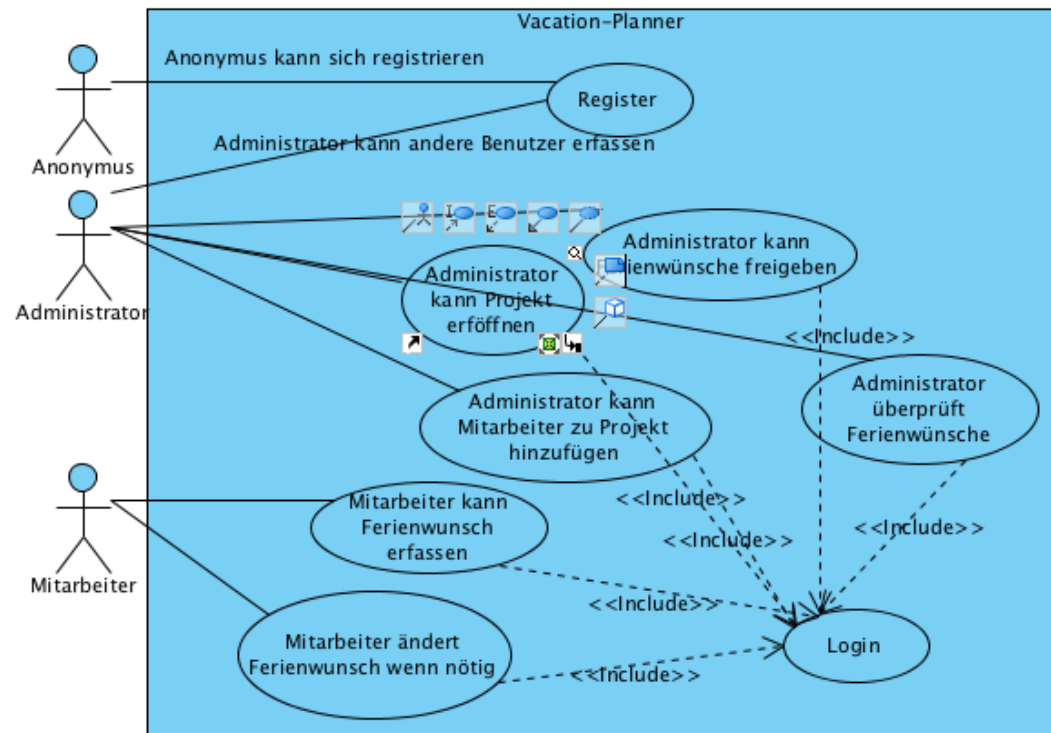 Vacation-Planner
Anonymus kann sich registrieren
Register
Anonymus
Administrator kann andere Benutzer erfassen
Administrator
Administrator kann
freigeben
Administrator
kann Projekt
eröffnen
<<Include>>
Administrator
überprüft
Ferienwünsche
Administrator kann
Mitarbeiter zu Projekt
hinzufügen
<<Include>>
<<Include>>
<<Include>>
Mitarbeiter
Mitarbeiter kann
Ferienwunsch
erfassen
<<Include>>
Mitarbeiter ändert
Ferienwunsch wenn nötig
<<Include>>
Login